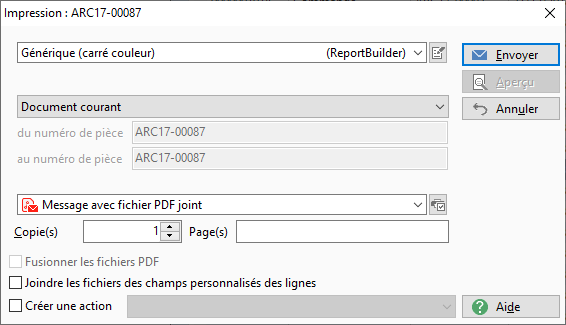 Impression : ARC17-00087
Générique (carré couleur) (ReportBuilder)
Envoyer
Aperçu
Document courant
Annuler
du numéro de pièce ARC17-00087
au numéro de pièce ARC17-00087
Message avec fichier PDF joint
Copie(s) 1 Page(s)
Fusionner les fichiers PDF
Joindre les fichiers des champs personnalisés des lignes
Créer une action
Aide